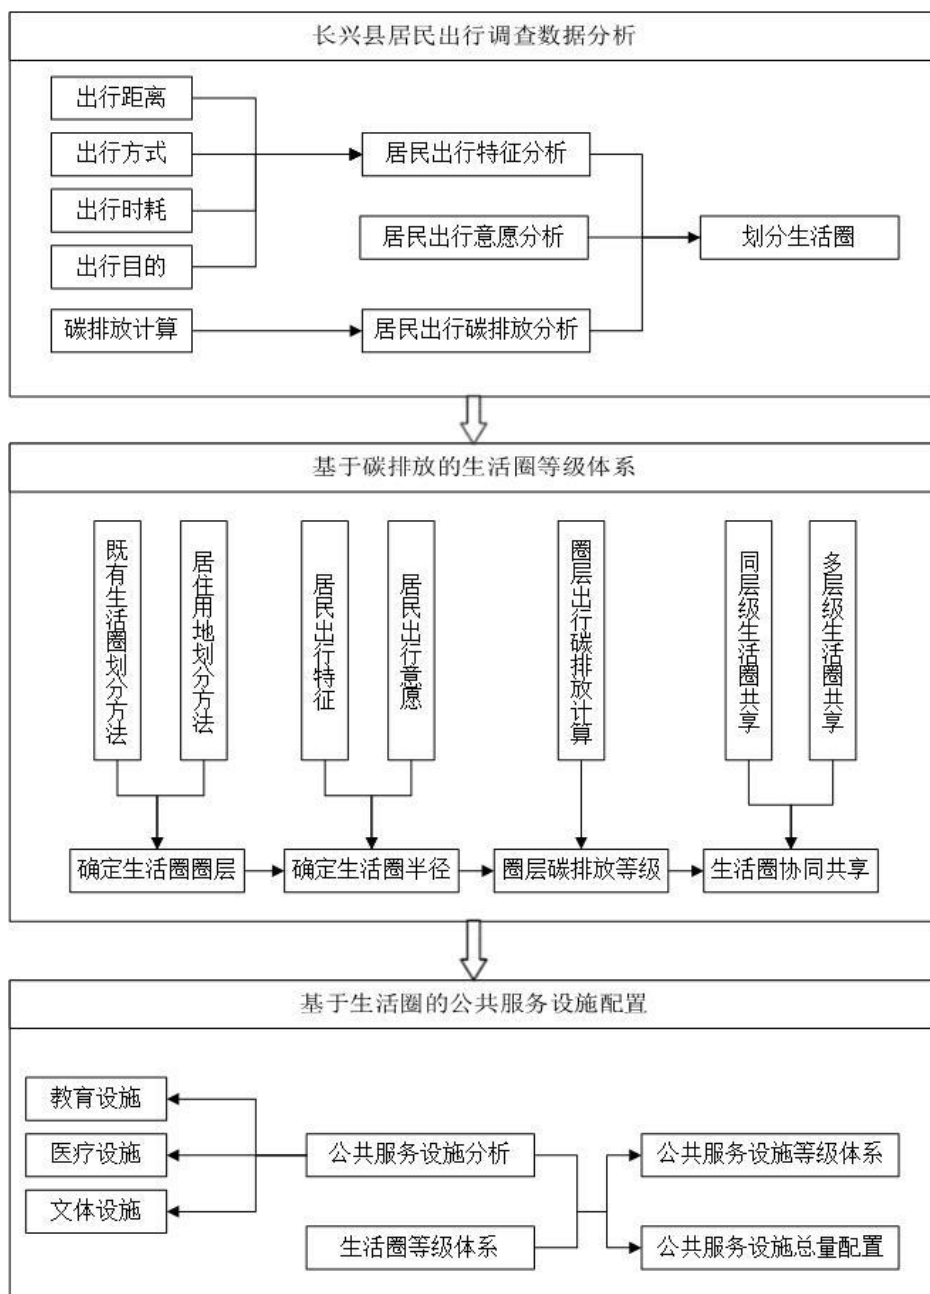 长兴县居民出行调查数据分析
出行距离
出行方式
居民出行特征分析
出行时耗
居民出行意愿分析
划分生活圈
出行目的
碳排放计算
居民出行碳排放分析
基于碳排放的生活圈等级体系
既有生活圈划分方法
居住用地划分方法
居民出行特征
居民出行意愿
圈层出行碳排放计算
同层级生活圈共享
多层级生活圈共享
确定生活圈圈层
确定生活圈半径
圈层碳排放等级
生活圈协同共享
基于生活圈的公共服务设施配置
教育设施
医疗设施
公共服务设施分析
公共服务设施等级体系
文体设施
生活圈等级体系
公共服务设施总量配置